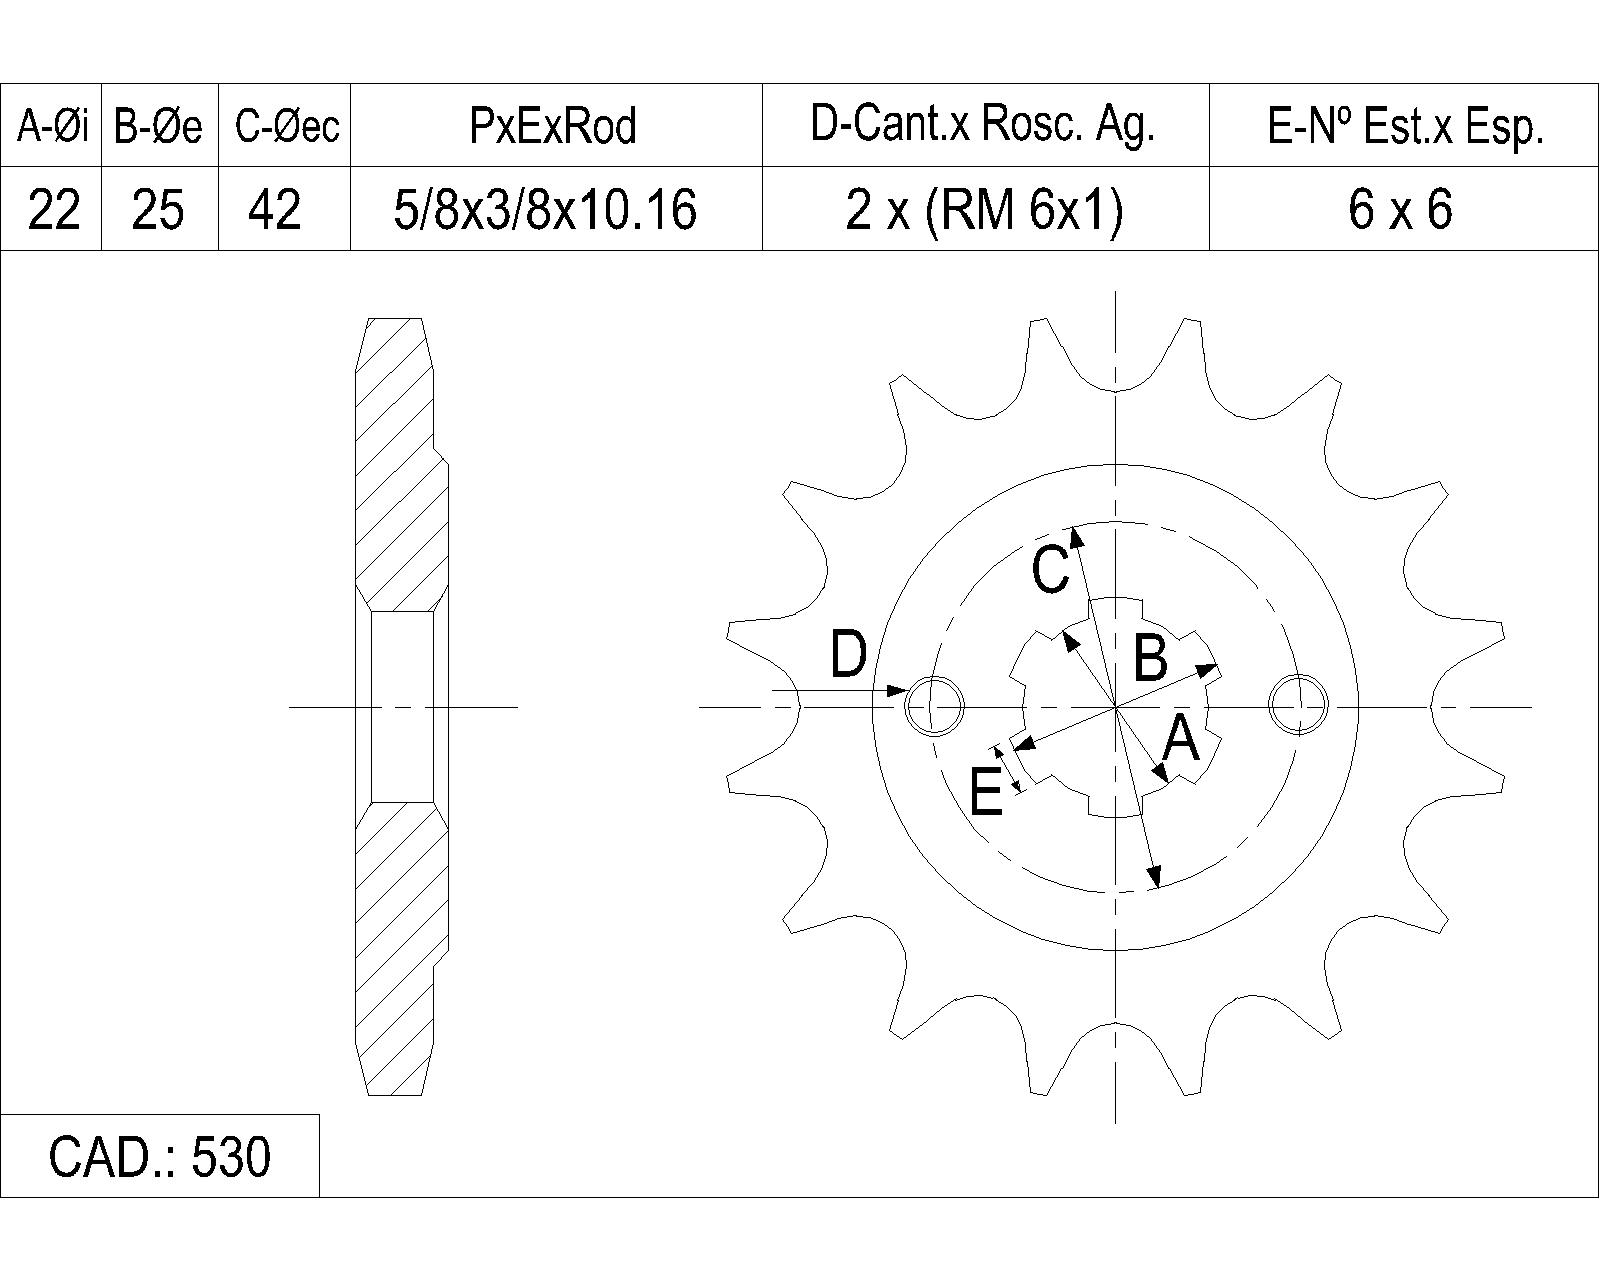 A-Øi B-Øe C-Øec PxExRod D-Cant.x Rosc. Ag. E-Nº Est.x Esp.
22 25 42 5/8x3/8x10.16 2 x (RM 6x1) 6 x 6
C
D
B
A
E
CAD.: 530